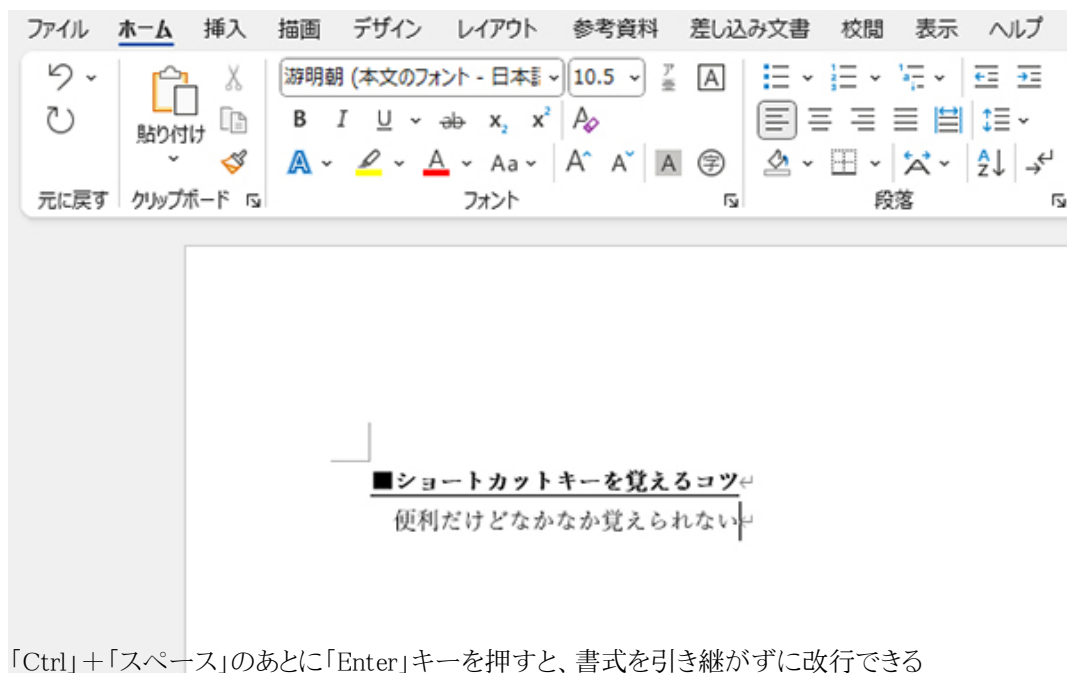 ファイル ホーム 挿入 描画 デザイン レイアウト 参考資料 差し込み文書 校閲 表示 ヘルプ
游明朝 (本文のフォント - 日本語 10.5 ア亜 A
貼り付け B I U ab x₂ x² A
A A Aa A A A 字 A Z
元に戻す クリップボード フォント 段落
■ショートカットキーを覚えるコツ
便利だけどなかなか覚えられない
「Ctrl」＋「スペース」のあとに「Enter」キーを押すと、書式を引き継がずに改行できる